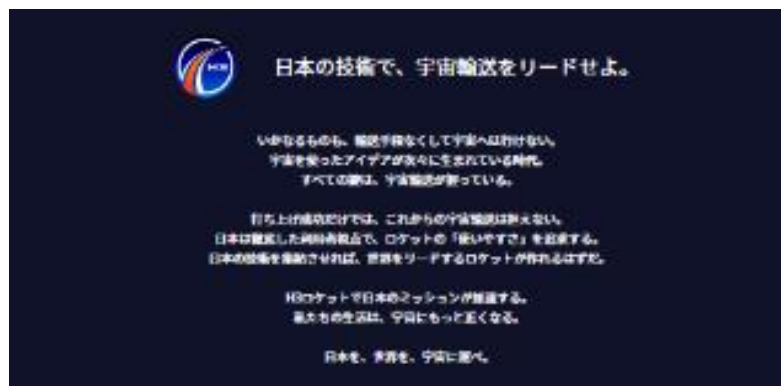 H3
日本の技術で、宇宙輸送をリードせよ。
いかなるものも、輸送手段なくして宇宙へは行けない。
宇宙を使ったアイデアが次々に生まれている時代。
すべての鍵は、宇宙輸送が握っている。
打ち上げ成功だけでは、これからの宇宙輸送は担えない。
日本は徹底した利用者視点で、ロケットの「使いやすさ」を追求する。
日本の技術を集結させれば、世界をリードするロケットが作れるはずだ。
H3ロケットで日本のミッションが加速する。
私たちの生活は、宇宙にもっと近くなる。
日本を、世界を、宇宙に運べ。